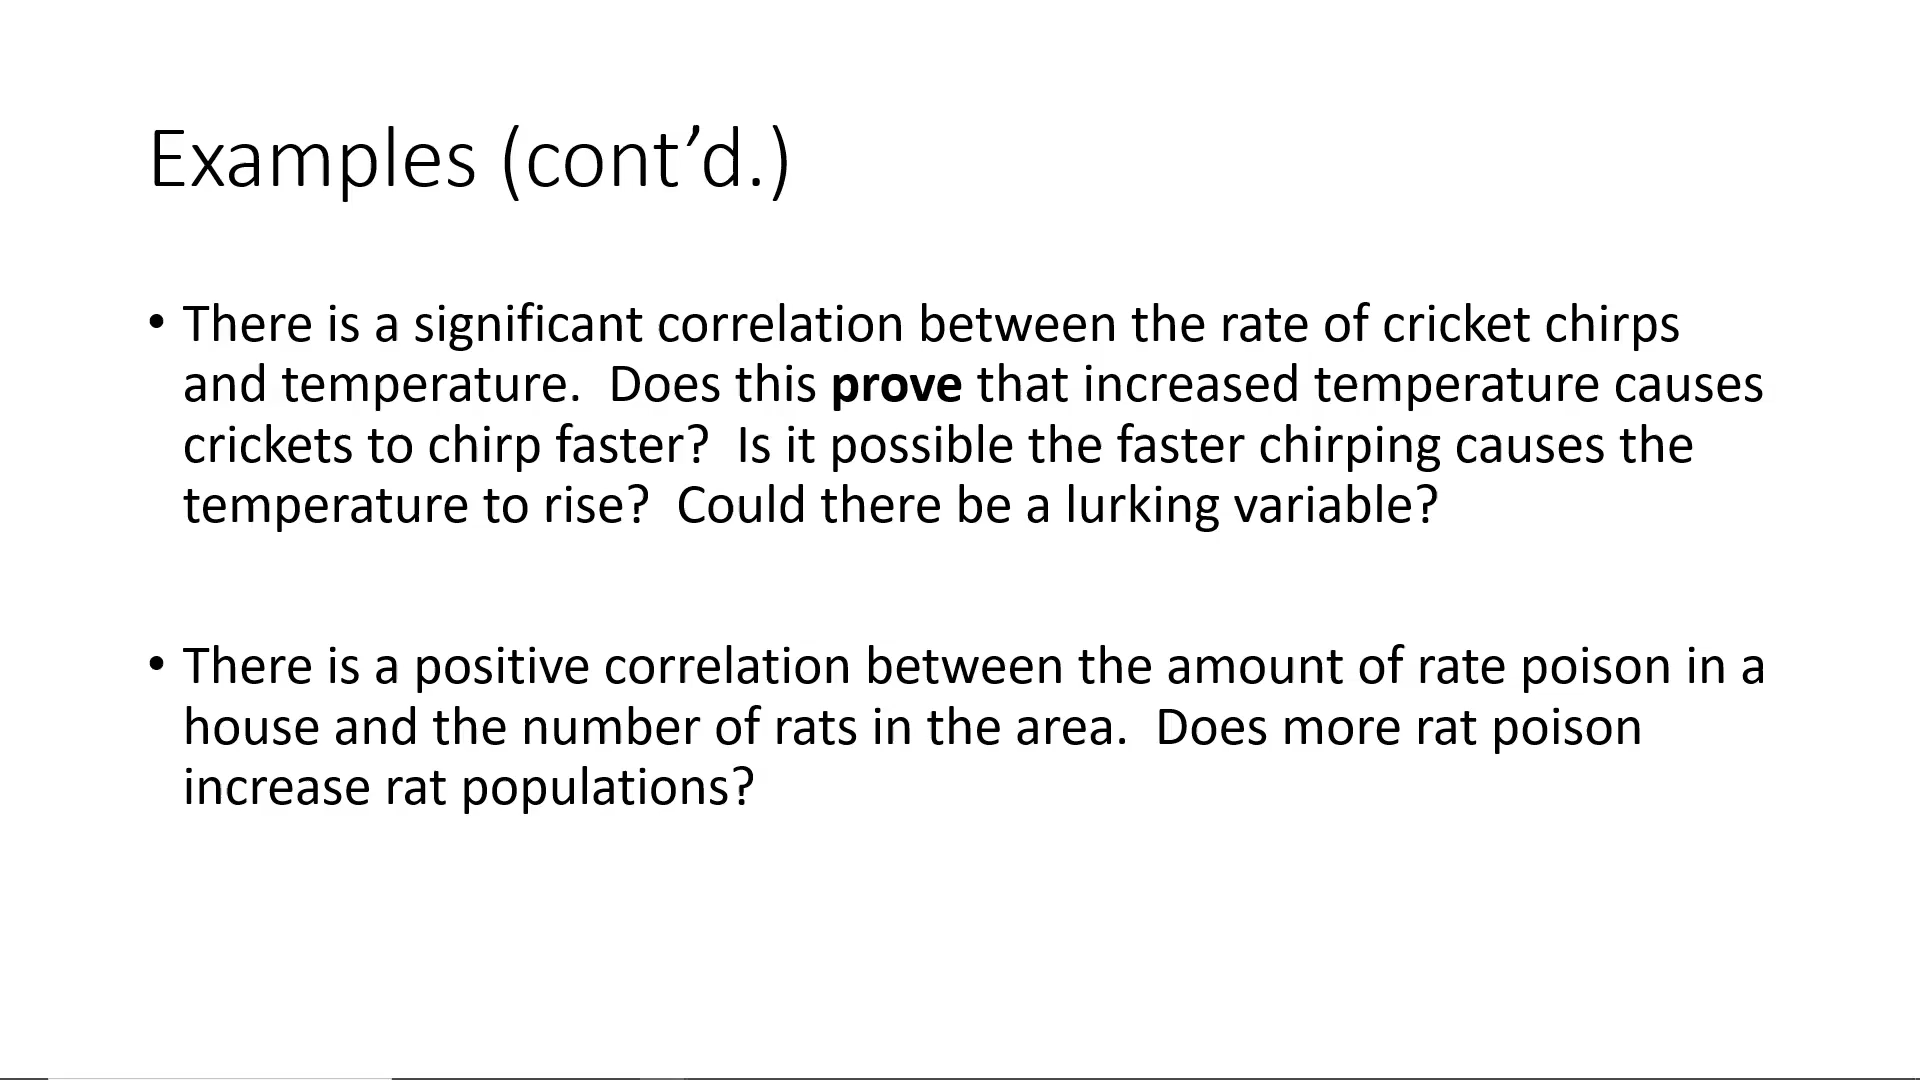 Examples (cont’d.)
• There is a significant correlation between the rate of cricket chirps
and temperature.  Does this prove that increased temperature causes
crickets to chirp faster?  Is it possible the faster chirping causes the
temperature to rise?  Could there be a lurking variable?
• There is a positive correlation between the amount of rate poison in a
house and the number of rats in the area.  Does more rat poison
increase rat populations?